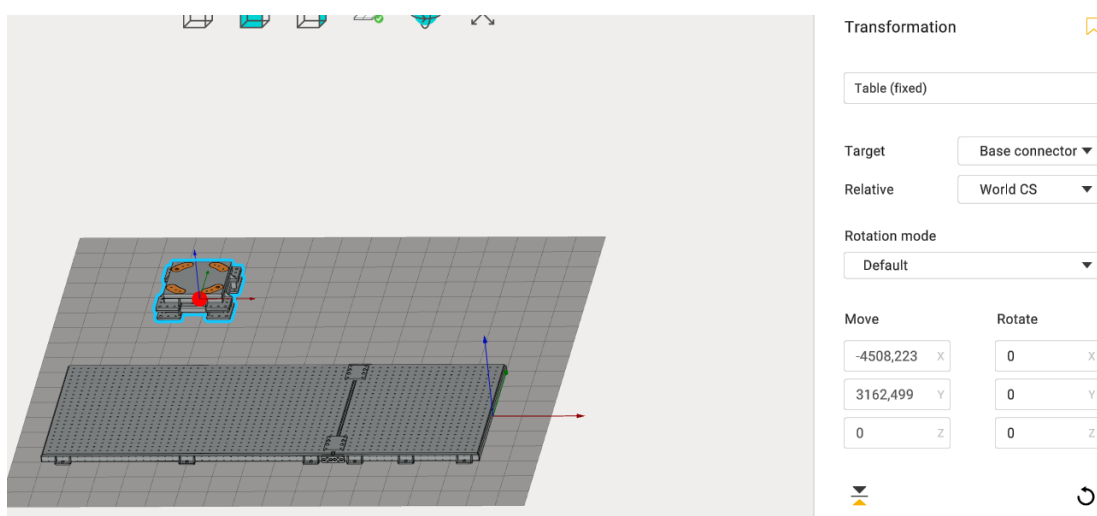 Transformation
Table (fixed)
Target Base connector
Relative World CS
Rotation mode
Default
Move Rotate
-4508,223 X 0 X
3162,499 Y 0 Y
0 Z 0 Z